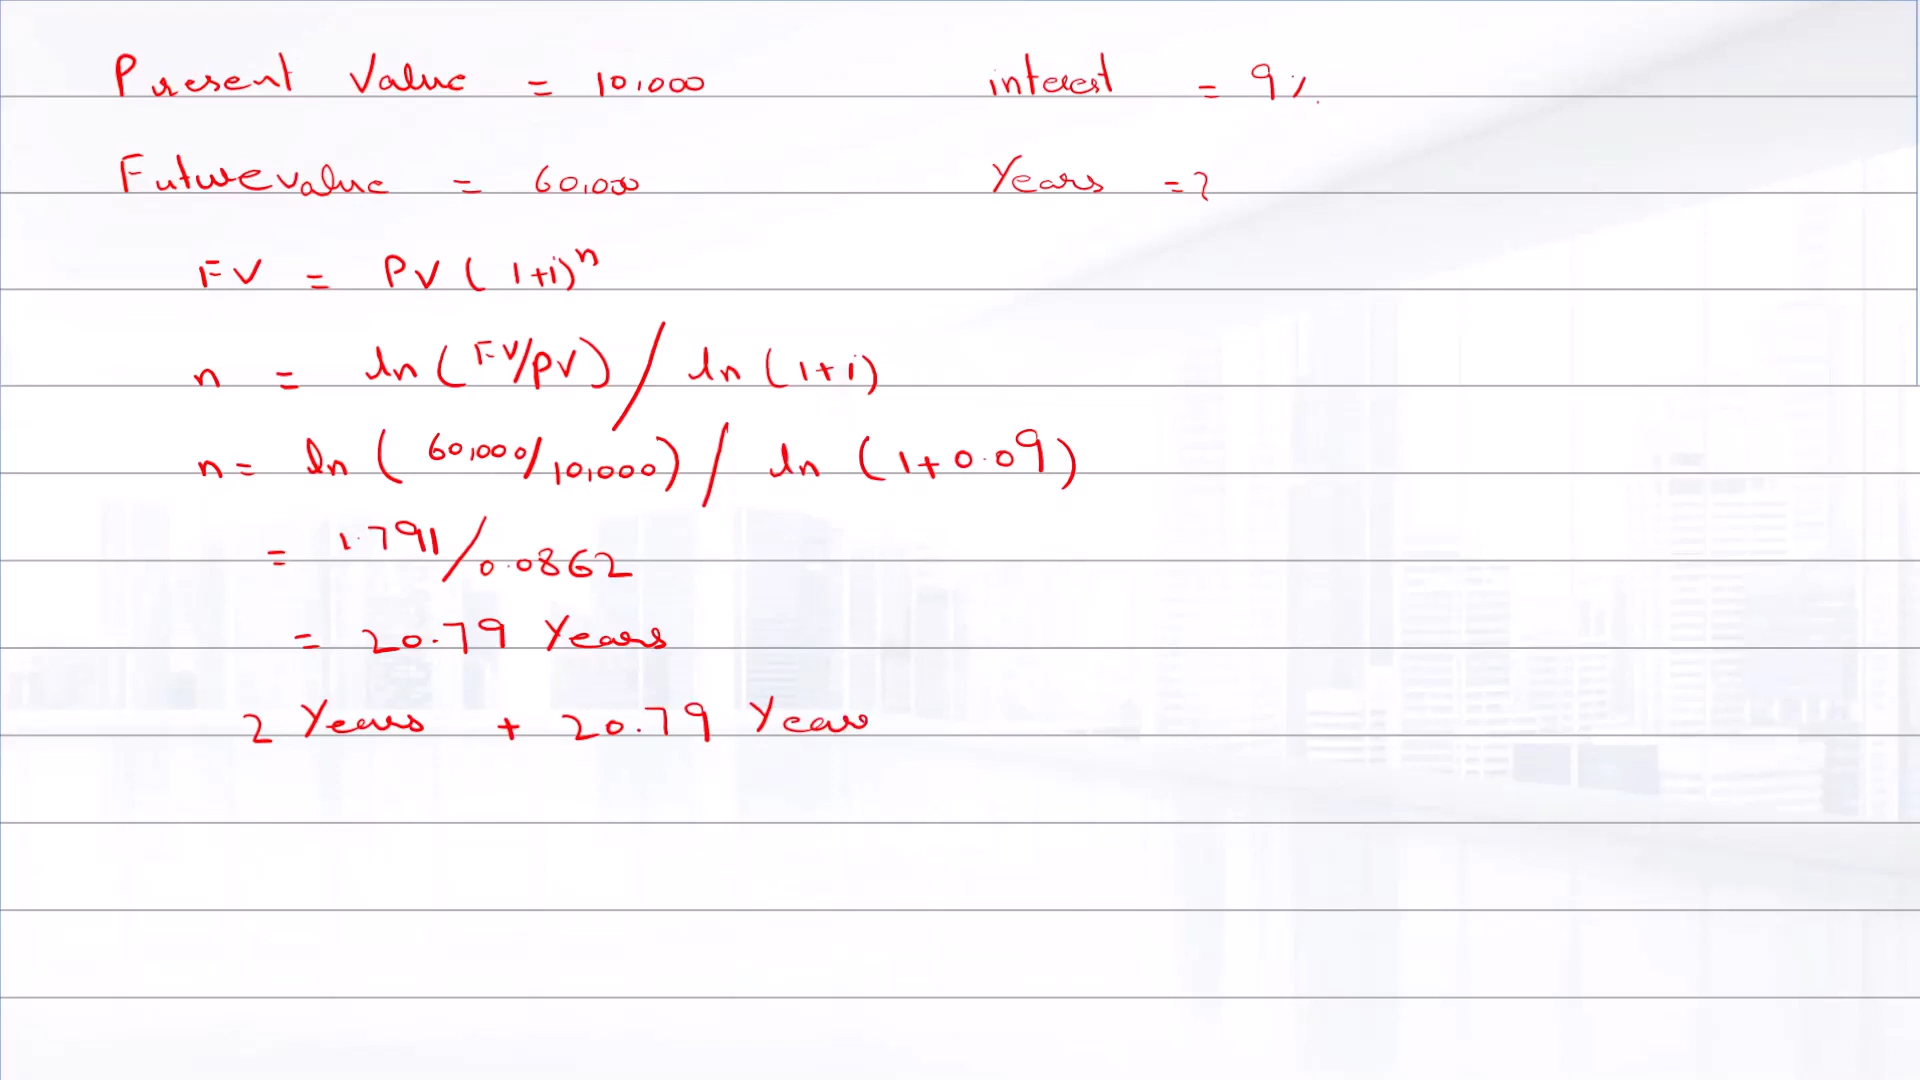 Present Value = 10,000 interest = 9%.
Futurevalue = 60,000 Years = ?
FV = PV ( 1+i)^n
n = ln ( FV/PV) / ln (1+i)
n = ln ( 60,000/10,000) / ln (1+0.09)
= 1.791/0.0862
= 20.79 Years
2 Years + 20.79 Year